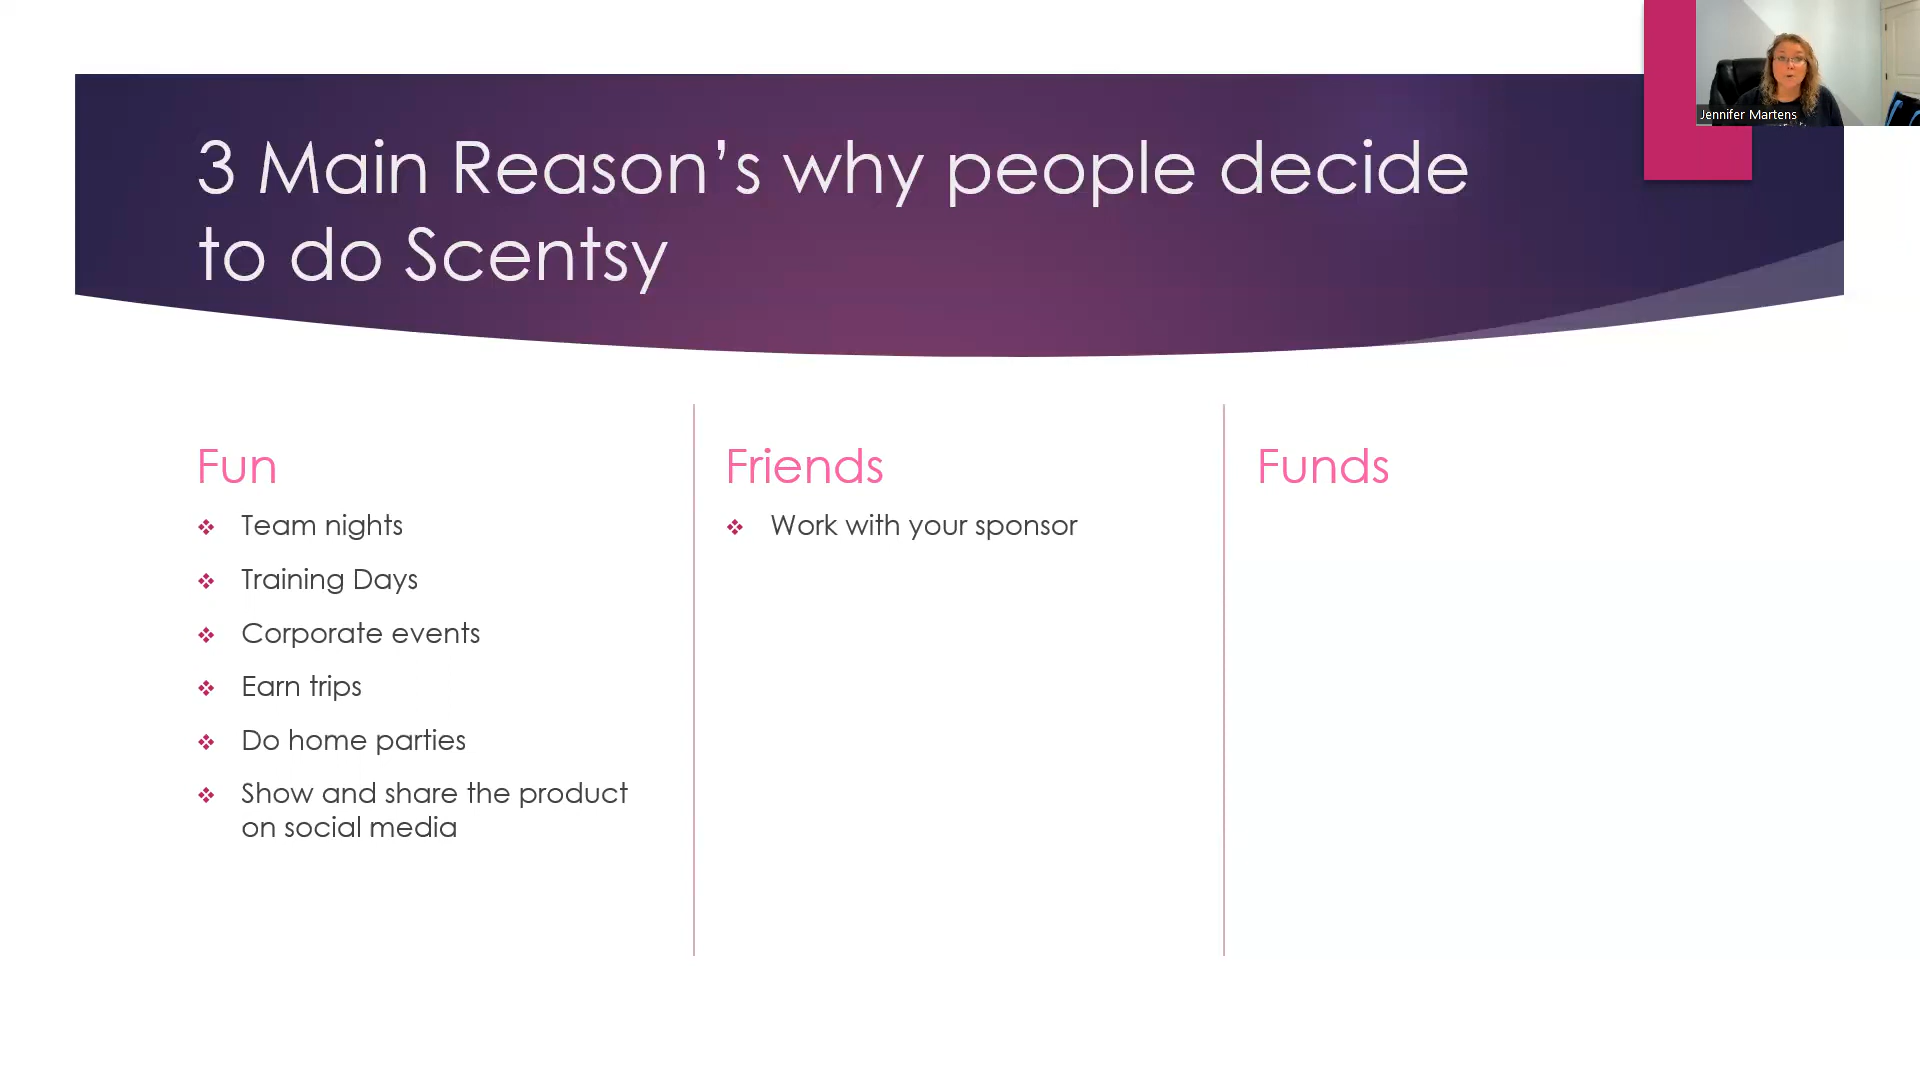 3 Main Reason’s why people decide
to do Scentsy
Jennifer Martens
Fun
Team nights
Training Days
Corporate events
Earn trips
Do home parties
Show and share the product
on social media
Friends
Work with your sponsor
Funds